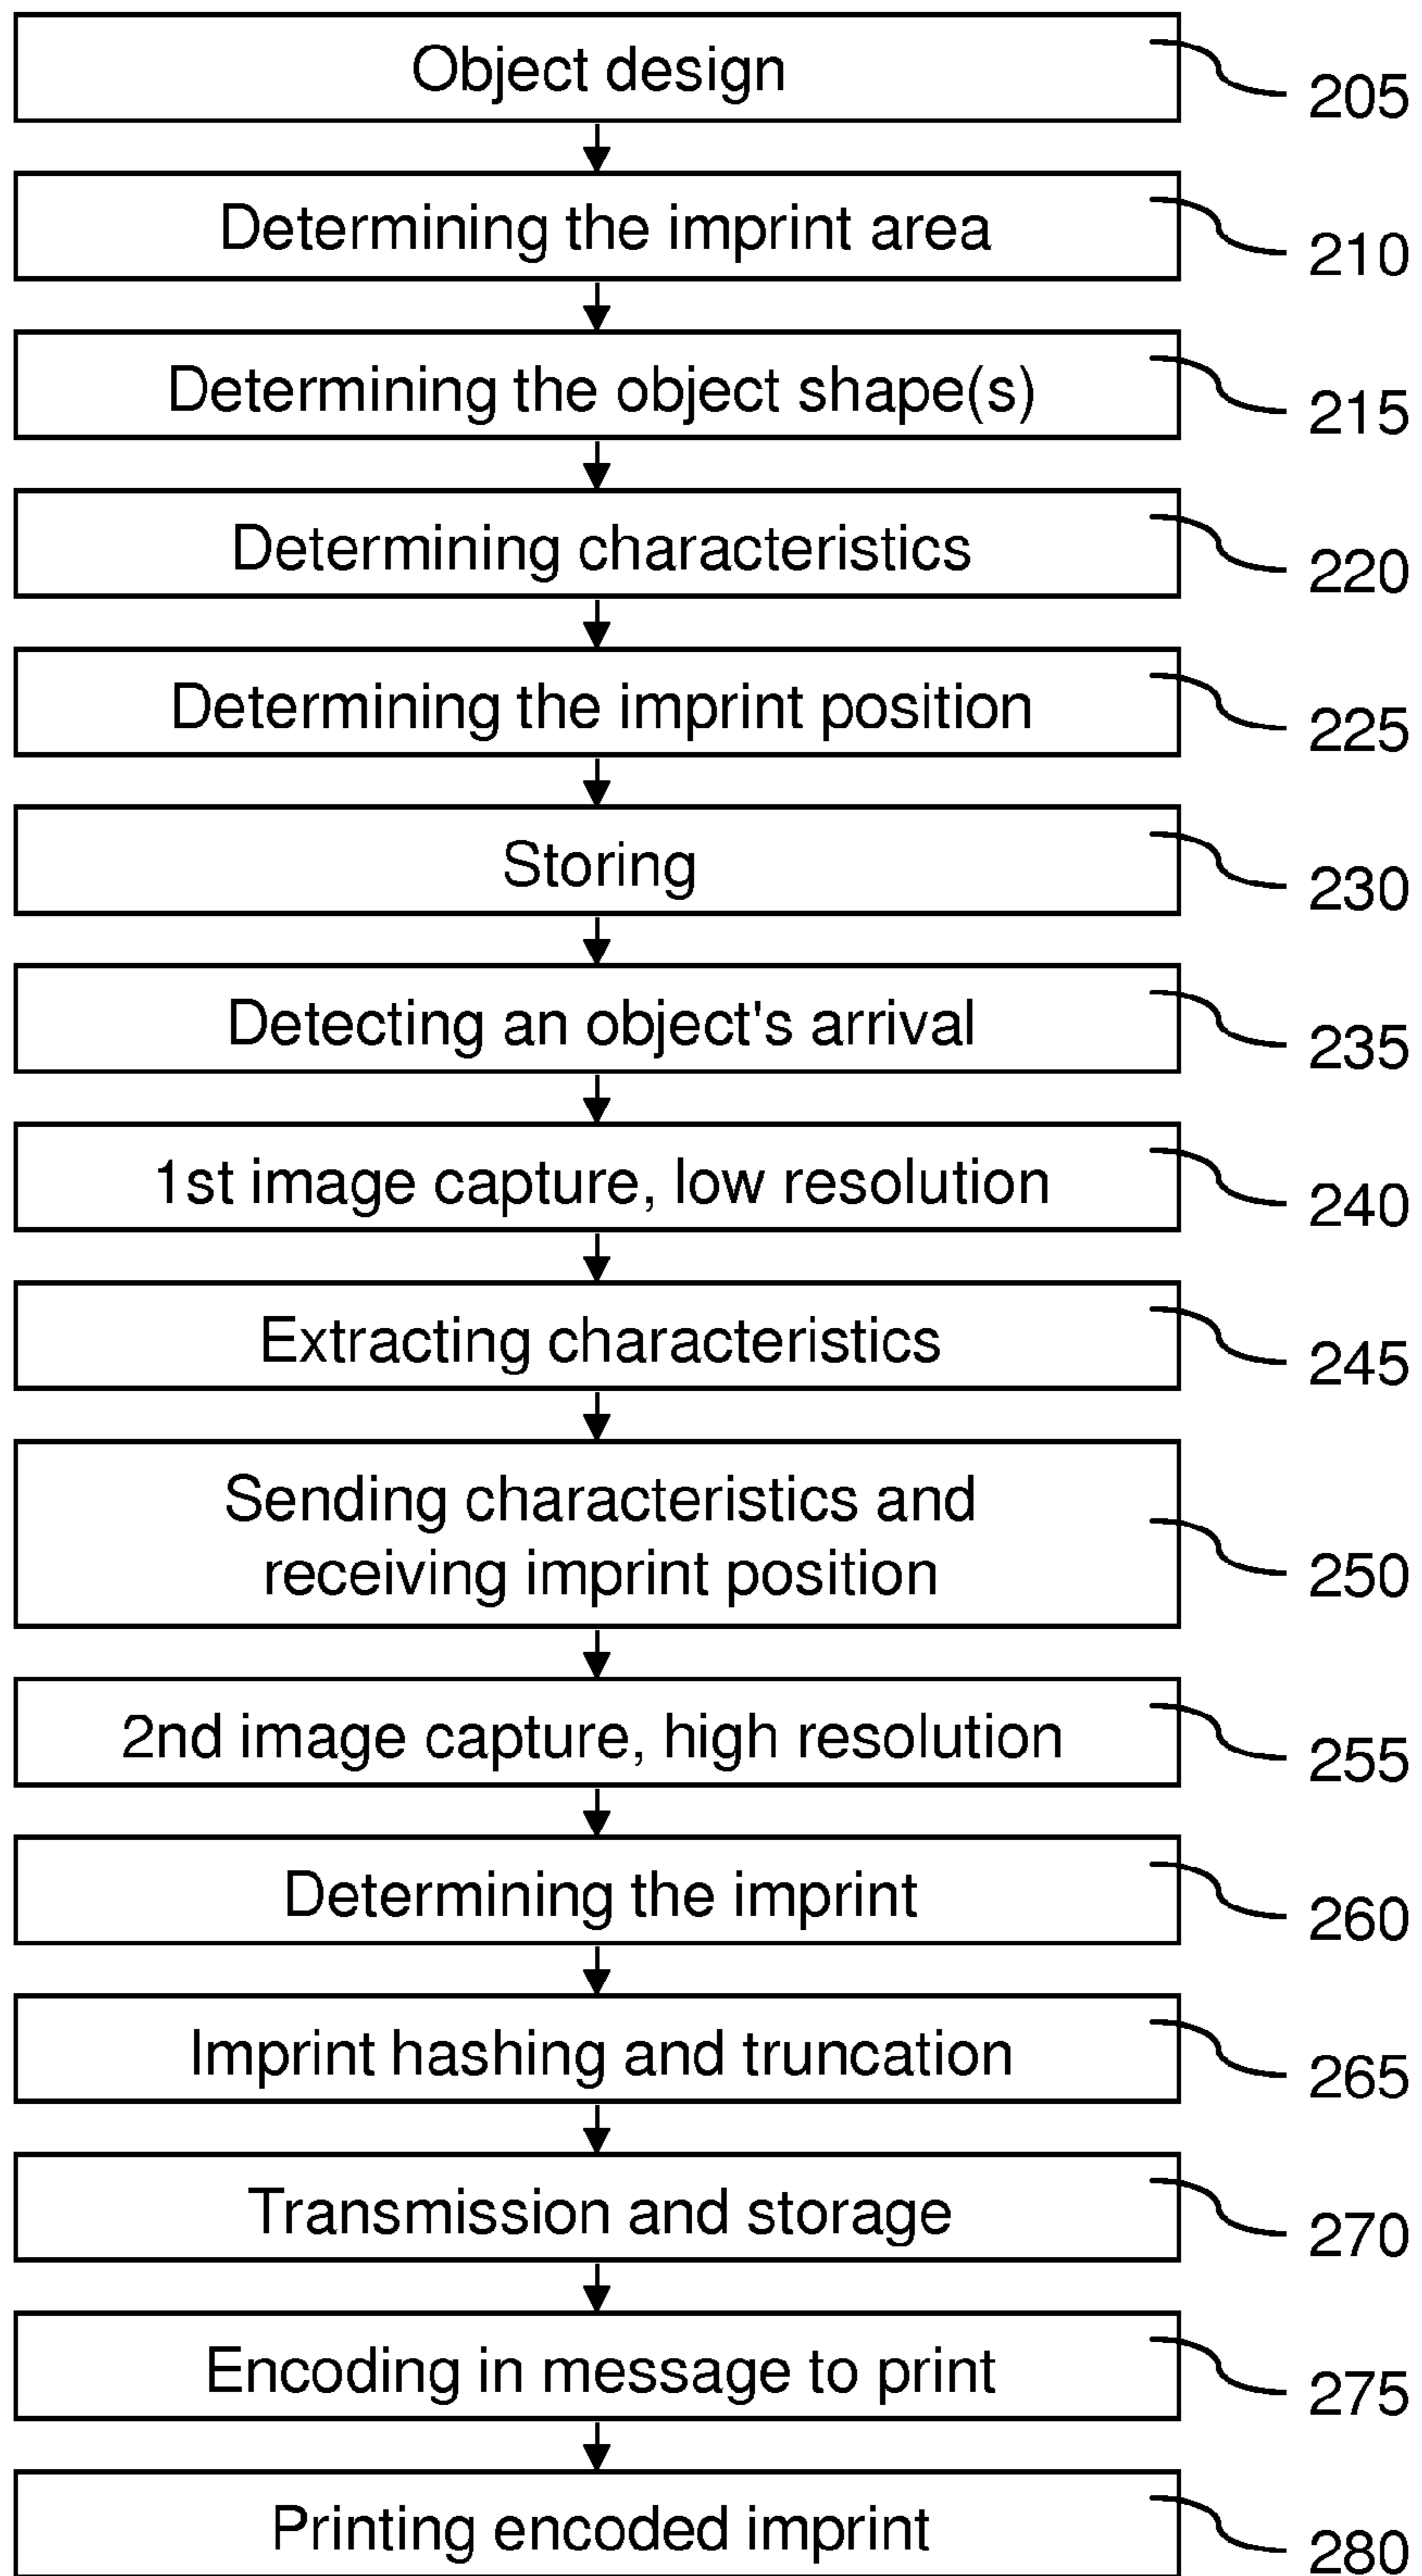 Object design
205
Determining the imprint area
210
Determining the object shape(s)
215
Determining characteristics
220
Determining the imprint position
225
Storing
230
Detecting an object's arrival
235
1st image capture, low resolution
240
Extracting characteristics
245
Sending characteristics and
receiving imprint position
250
2nd image capture, high resolution
255
Determining the imprint
260
Imprint hashing and truncation
265
Transmission and storage
270
Encoding in message to print
275
Printing encoded imprint
280